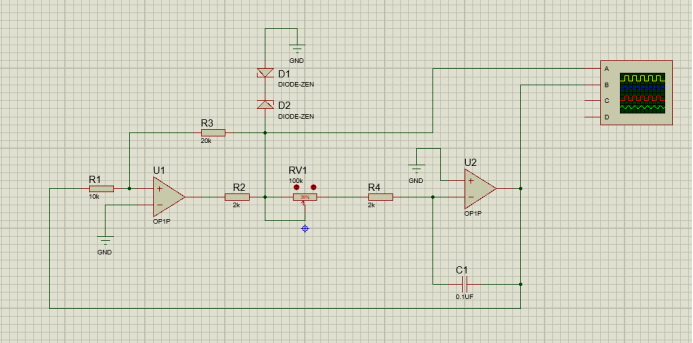 GND
D1
DIODE-ZEN
D2
DIODE-ZEN
A
B
C
D
R3
20k
R1
10k
U1
OP1P
GND
R2
2k
RV1
100k
R4
2k
GND
U2
OP1P
C1
0.1UF